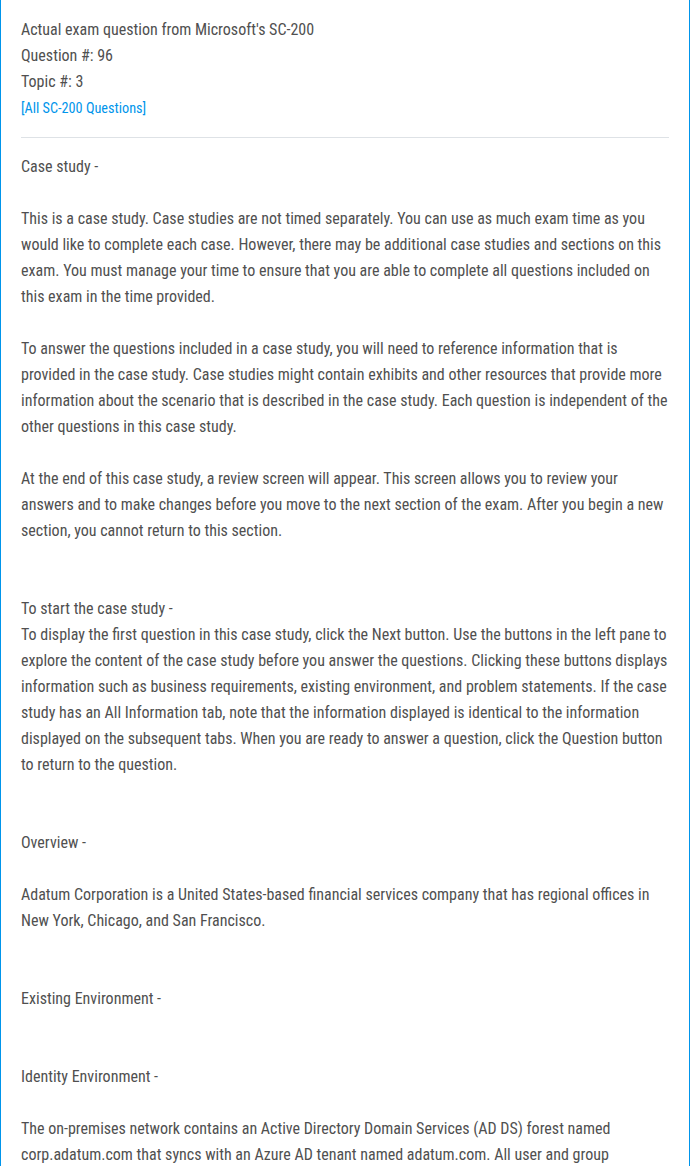 Actual exam question from Microsoft's SC-200
Question #: 96
Topic #: 3
[All SC-200 Questions]
Case study -
This is a case study. Case studies are not timed separately. You can use as much exam time as you
would like to complete each case. However, there may be additional case studies and sections on this
exam. You must manage your time to ensure that you are able to complete all questions included on
this exam in the time provided.
To answer the questions included in a case study, you will need to reference information that is
provided in the case study. Case studies might contain exhibits and other resources that provide more
information about the scenario that is described in the case study. Each question is independent of the
other questions in this case study.
At the end of this case study, a review screen will appear. This screen allows you to review your
answers and to make changes before you move to the next section of the exam. After you begin a new
section, you cannot return to this section.
To start the case study -
To display the first question in this case study, click the Next button. Use the buttons in the left pane to
explore the content of the case study before you answer the questions. Clicking these buttons displays
information such as business requirements, existing environment, and problem statements. If the case
study has an All Information tab, note that the information displayed is identical to the information
displayed on the subsequent tabs. When you are ready to answer a question, click the Question button
to return to the question.
Overview -
Adatum Corporation is a United States-based financial services company that has regional offices in
New York, Chicago, and San Francisco.
Existing Environment -
Identity Environment -
The on-premises network contains an Active Directory Domain Services (AD DS) forest named
corp.adatum.com that syncs with an Azure AD tenant named adatum.com. All user and group